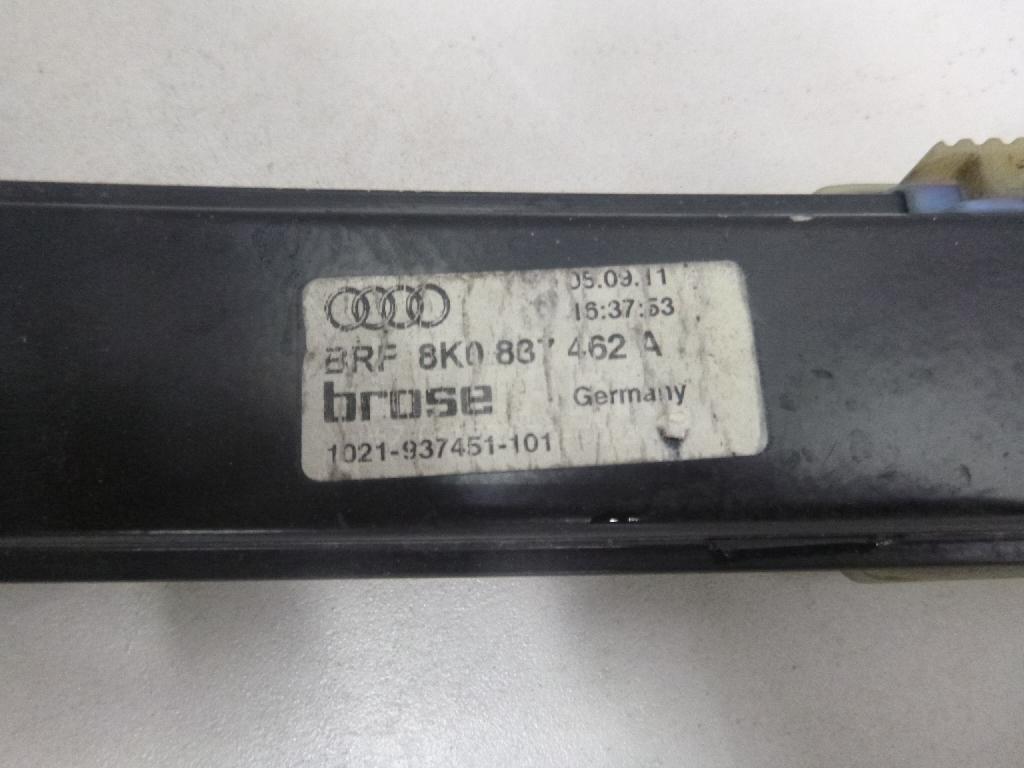 05.09.11
16:37:53
BRF 8K0 837 462 A
brose Germany
1021-937451-101